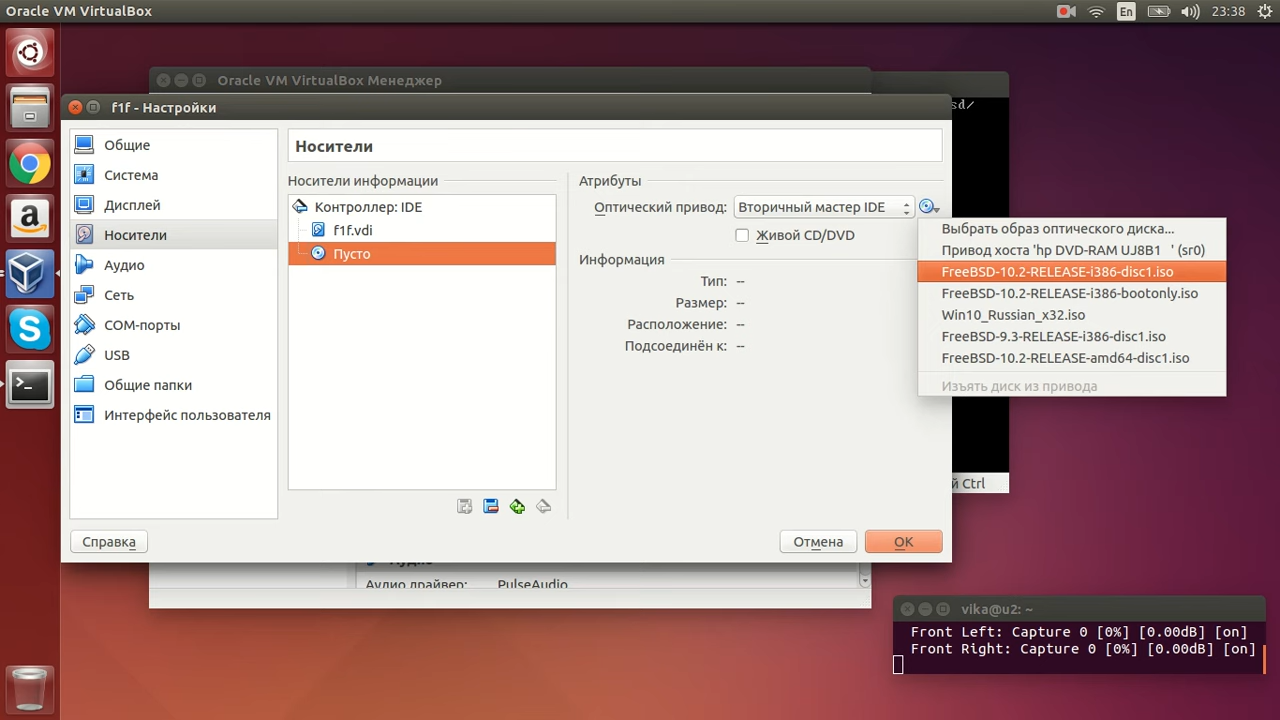 Oracle VM VirtualBox
En
23:38
Oracle VM VirtualBox Менеджер
sd/
f1f - Настройки
Общие
Система
Дисплей
Носители
Аудио
Сеть
COM-порты
USB
Общие папки
Интерфейс пользователя
Носители
Носители информации
Контроллер: IDE
f1f.vdi
Пусто
Атрибуты
Оптический привод: Вторичный мастер IDE
Живой CD/DVD
Информация
Тип: --
Размер: --
Расположение: --
Подсоединён к: --
Выбрать образ оптического диска...
Привод хоста 'hp DVD-RAM UJ8B1 ' (sr0)
FreeBSD-10.2-RELEASE-i386-disc1.iso
FreeBSD-10.2-RELEASE-i386-bootonly.iso
Win10_Russian_x32.iso
FreeBSD-9.3-RELEASE-i386-disc1.iso
FreeBSD-10.2-RELEASE-amd64-disc1.iso
Изъять диск из привода
й Ctrl
Справка
Отмена
OK
Аудио драйвер: PulseAudio
vika@u2: ~
Front Left: Capture 0 [0%] [0.00dB] [on]
Front Right: Capture 0 [0%] [0.00dB] [on]